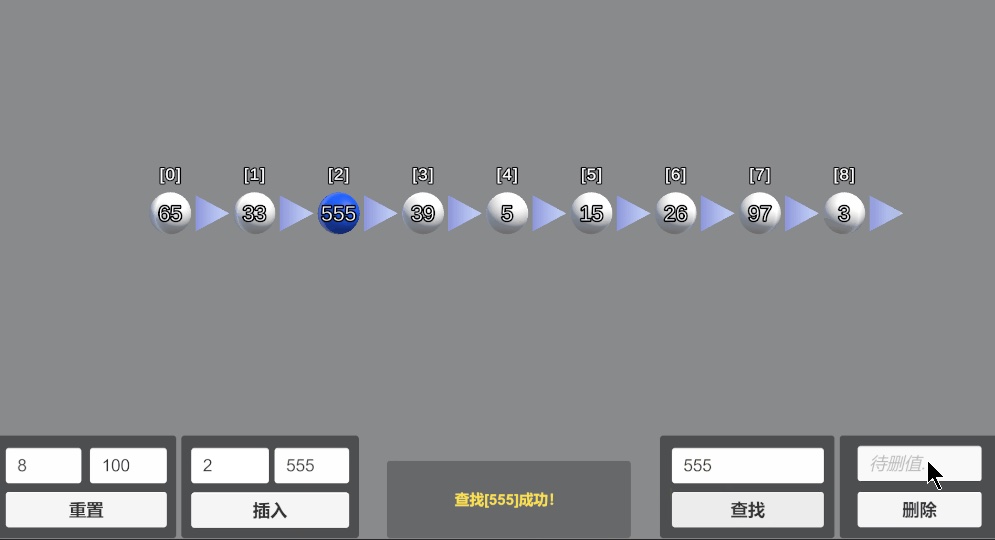 [0] [1] [2] [3] [4] [5] [6] [7] [8]
65 33 555 39 5 15 26 97 3
8 100 2 555 555 待删值...
重置 插入 查找[555]成功! 查找 删除